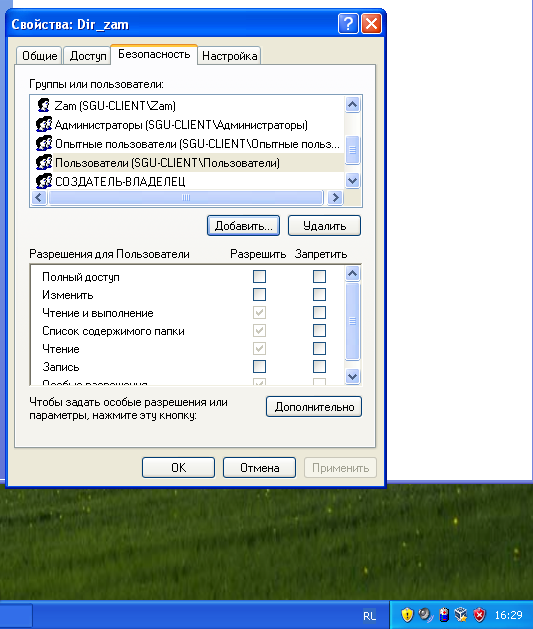 Свойства: Dir_zam
Общие Доступ Безопасность Настройка
Группы или пользователи:
Zam (SGU-CLIENT\Zam)
Администраторы (SGU-CLIENT\Администраторы)
Опытные пользователи (SGU-CLIENT\Опытные польз...
Пользователи (SGU-CLIENT\Пользователи)
СОЗДАТЕЛЬ-ВЛАДЕЛЕЦ
Добавить... Удалить
Разрешения для Пользователи Разрешить Запретить
Полный доступ
Изменить
Чтение и выполнение
Список содержимого папки
Чтение
Запись
Особые разрешения
Чтобы задать особые разрешения или
параметры, нажмите эту кнопку:
Дополнительно
ОК Отмена Применить
RL 16:29